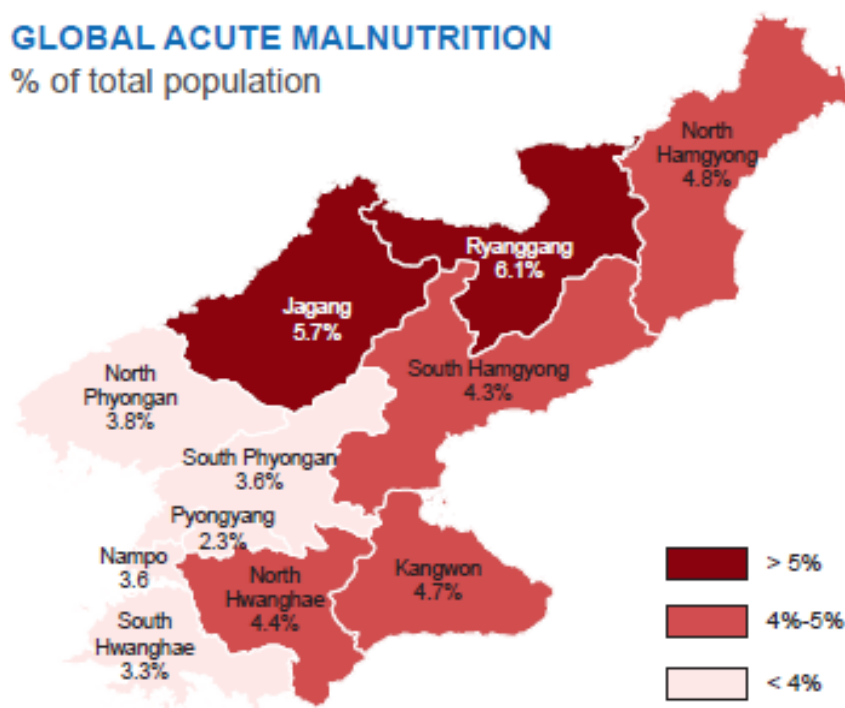 GLOBAL ACUTE MALNUTRITION
% of total population
North
Hamgyong
4.8%
Ryanggang
6.1%
Jagang
5.7%
South Hamgyong
4.3%
North
Phyongan
3.8%
South Phyongan
3.6%
Pyongyang
2.3%
Nampo
3.6
North
Hwanghae
4.4%
Kangwon
4.7%
South
Hwanghae
3.3%
> 5%
4%-5%
< 4%